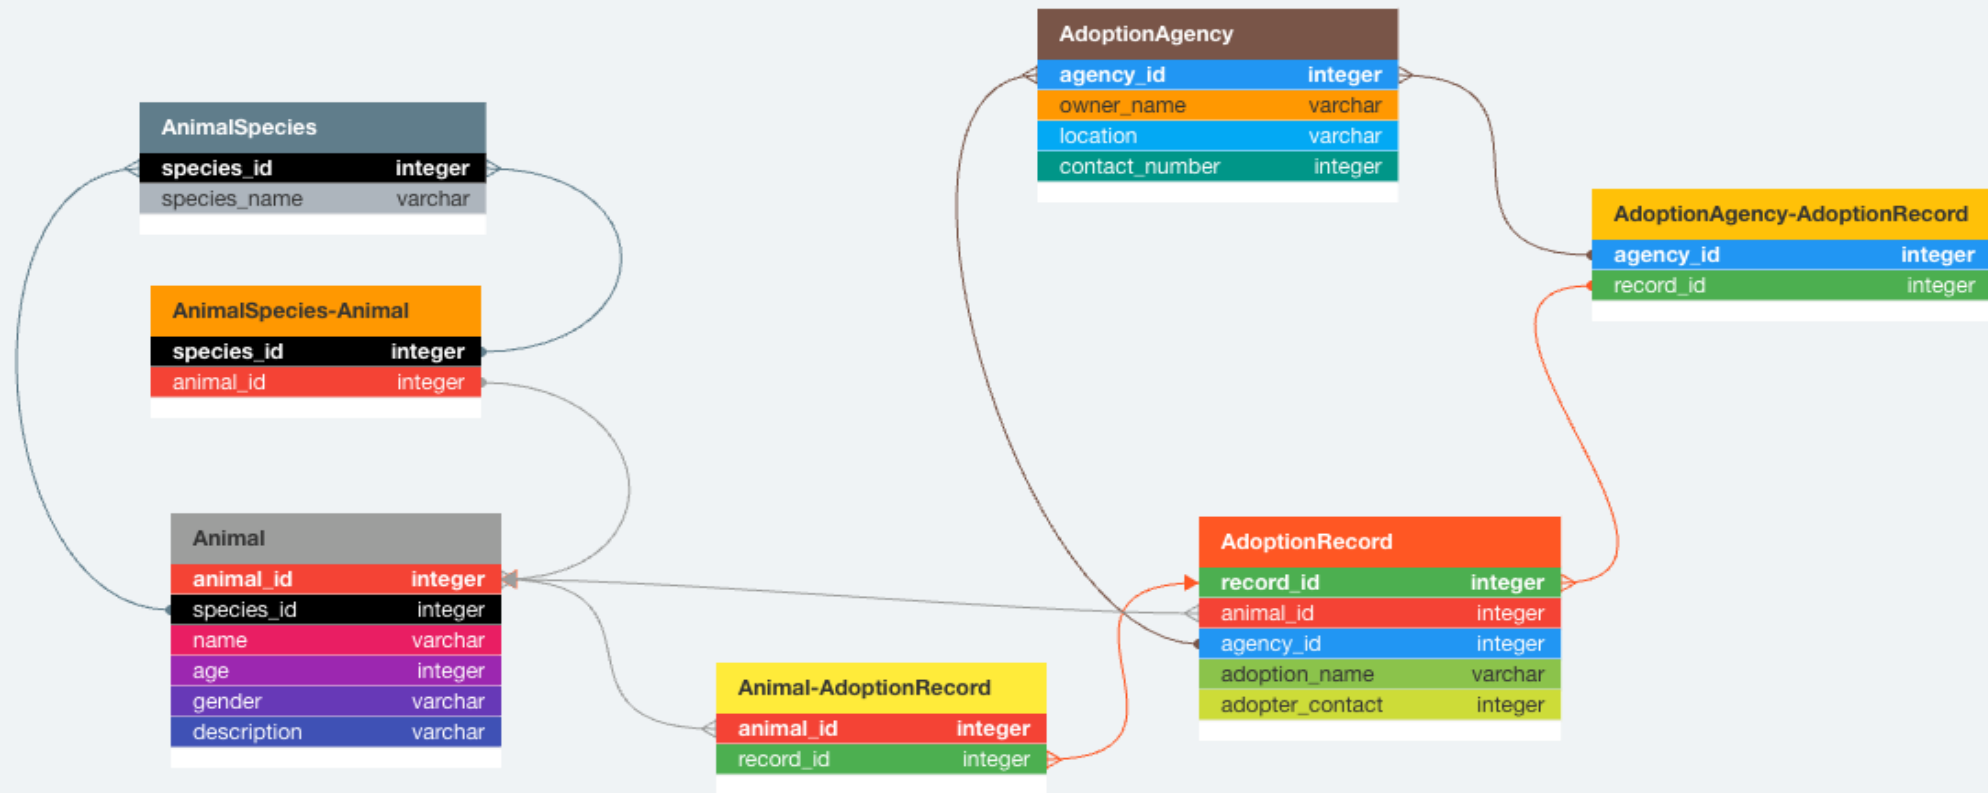 AdoptionAgency
agency_id integer
owner_name varchar
location varchar
contact_number integer
AnimalSpecies
species_id integer
species_name varchar
AdoptionAgency-AdoptionRecord
agency_id integer
record_id integer
AnimalSpecies-Animal
species_id integer
animal_id integer
Animal
animal_id integer
species_id integer
name varchar
age integer
gender varchar
description varchar
AdoptionRecord
record_id integer
animal_id integer
agency_id integer
adoption_name varchar
adopter_contact integer
Animal-AdoptionRecord
animal_id integer
record_id integer